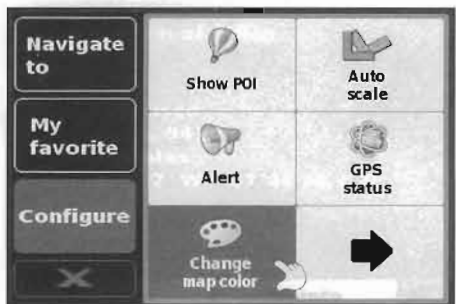 Navigate
to
My
favorite
Configure
Show POI
Auto
scale
Alert
GPS
status
Change
map color